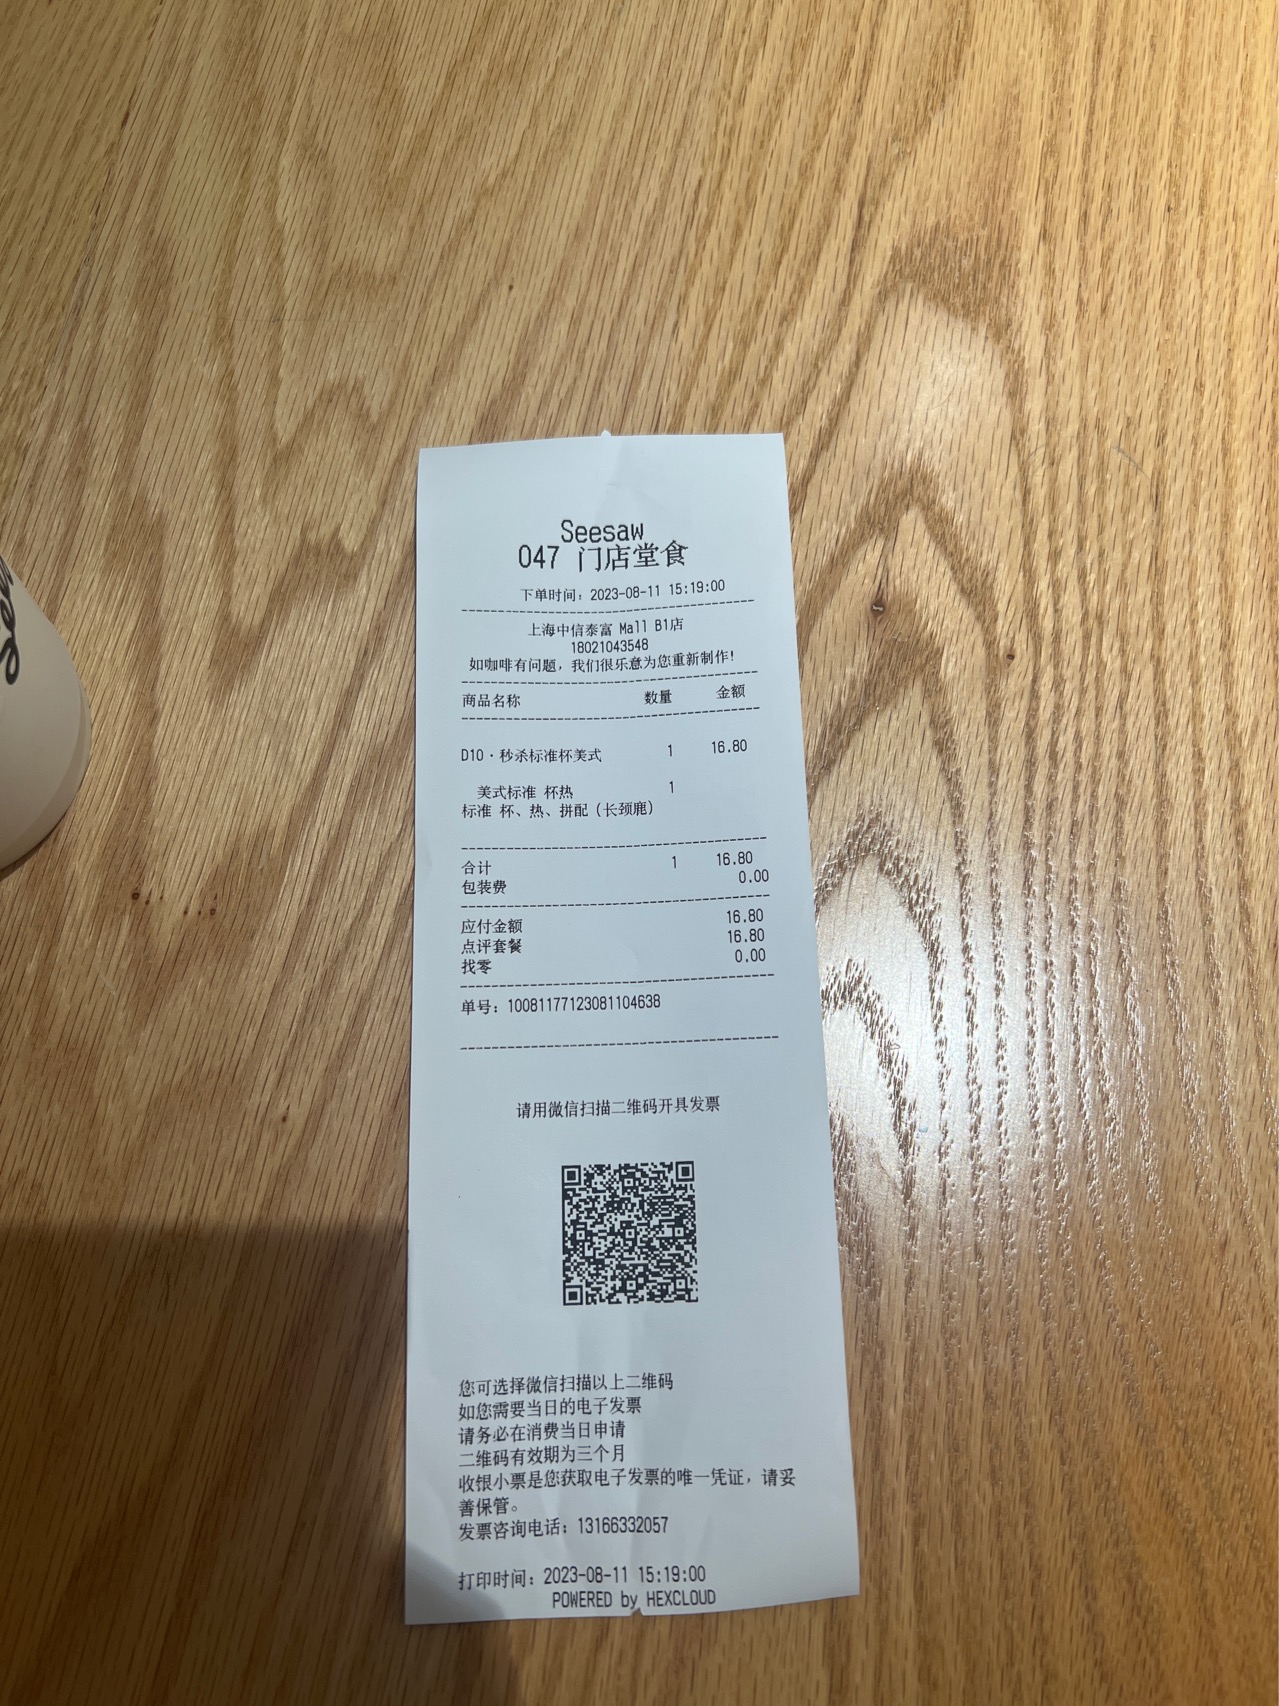 Seesaw
047 门店堂食
下单时间：2023-08-11 15:19:00
上海中信泰富 Mall B1店
18021043548
如咖啡有问题，我们很乐意为您重新制作！
商品名称 数量 金额
D10·秒杀标准杯美式 1 16.80
美式标准 杯热 1
标准 杯、热、拼配（长颈鹿）
合计 1 16.80
包装费 0.00
应付金额 16.80
点评套餐 16.80
找零 0.00
单号：10081177123081104638
请用微信扫描二维码开具发票
您可选择微信扫描以上二维码
如您需要当日的电子发票
请务必在消费当日申请
二维码有效期为三个月
收银小票是您获取电子发票的唯一凭证，请妥
善保管。
发票咨询电话：13166332057
打印时间：2023-08-11 15:19:00
POWERED by HEXCLOUD